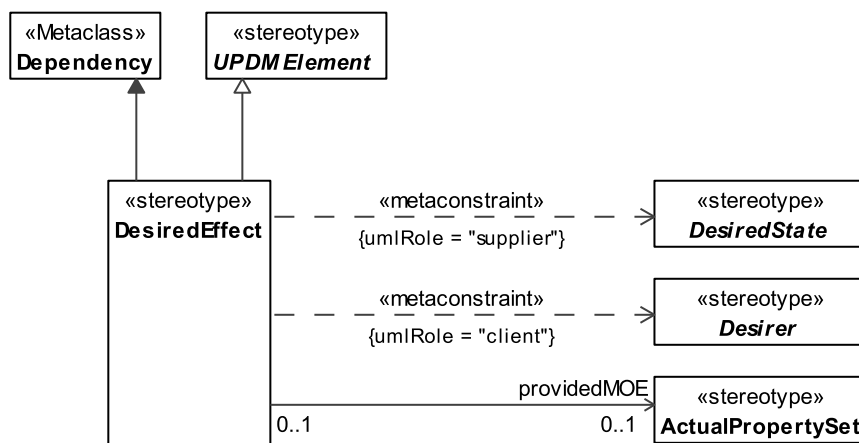 «Metaclass»
Dependency
«stereotype»
UPDMElement
«stereotype»
DesiredEffect
«metaconstraint»
{umlRole = "supplier"}
«stereotype»
DesiredState
«metaconstraint»
{umlRole = "client"}
«stereotype»
Desirer
providedMOE
0..1
0..1
«stereotype»
ActualPropertySet